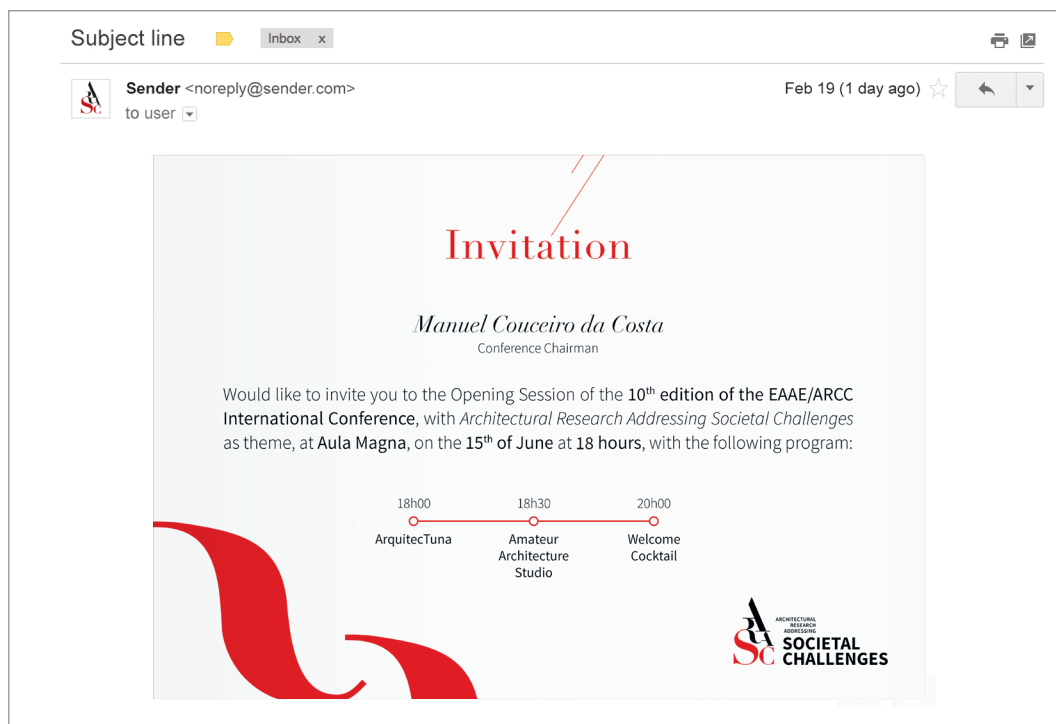 Subject line
Inbox x
Sender <noreply@sender.com>
Feb 19 (1 day ago)
to user
Invitation
Manuel Couceiro da Costa
Conference Chairman
Would like to invite you to the Opening Session of the 10th edition of the EAAE/ARCC
International Conference, with Architectural Research Addressing Societal Challenges
as theme, at Aula Magna, on the 15th of June at 18 hours, with the following program:
18h00 18h30 20h00
ArquitecTuna Amateur Welcome
Architecture Cocktail
Studio
ARCHITECTURAL
RESEARCH
ADDRESSING
SOCIETAL
CHALLENGES